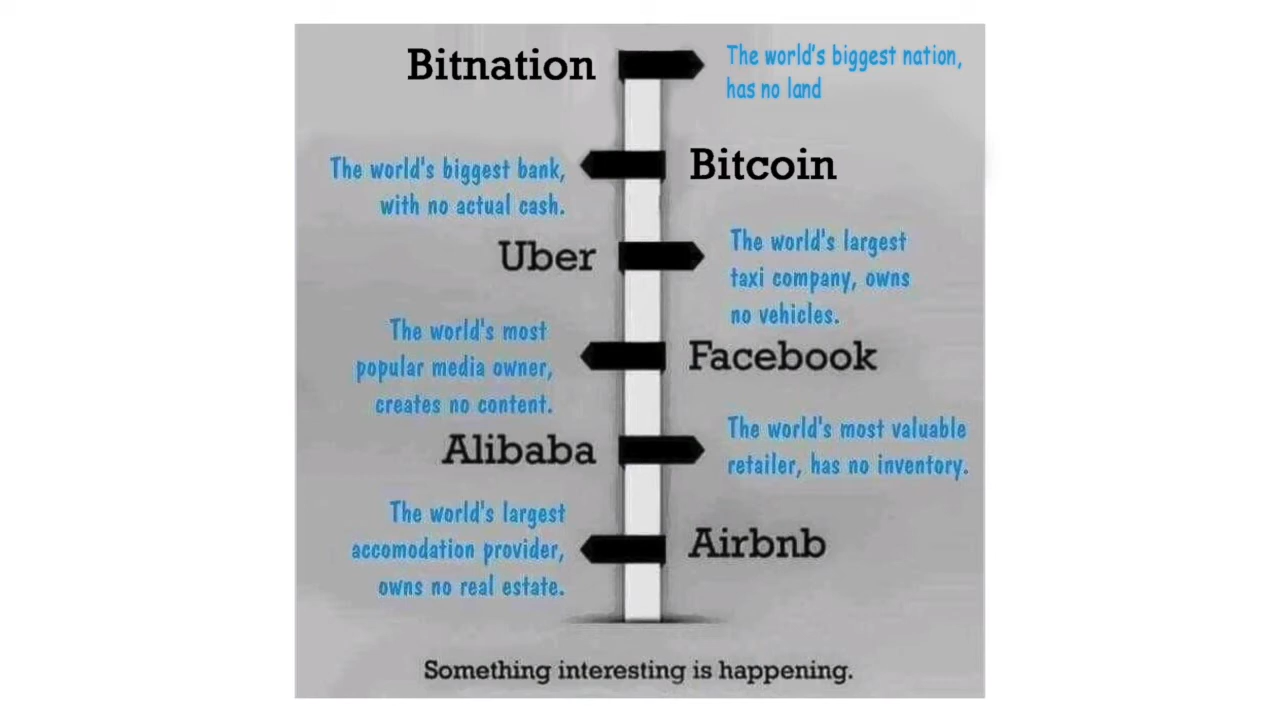 Bitnation
The world's biggest nation,
has no land
Bitcoin
The world's biggest bank,
with no actual cash.
Uber
The world's largest
taxi company, owns
no vehicles.
Facebook
The world's most
popular media owner,
creates no content.
Alibaba
The world's most valuable
retailer, has no inventory.
Airbnb
The world's largest
accomodation provider,
owns no real estate.
Something interesting is happening.